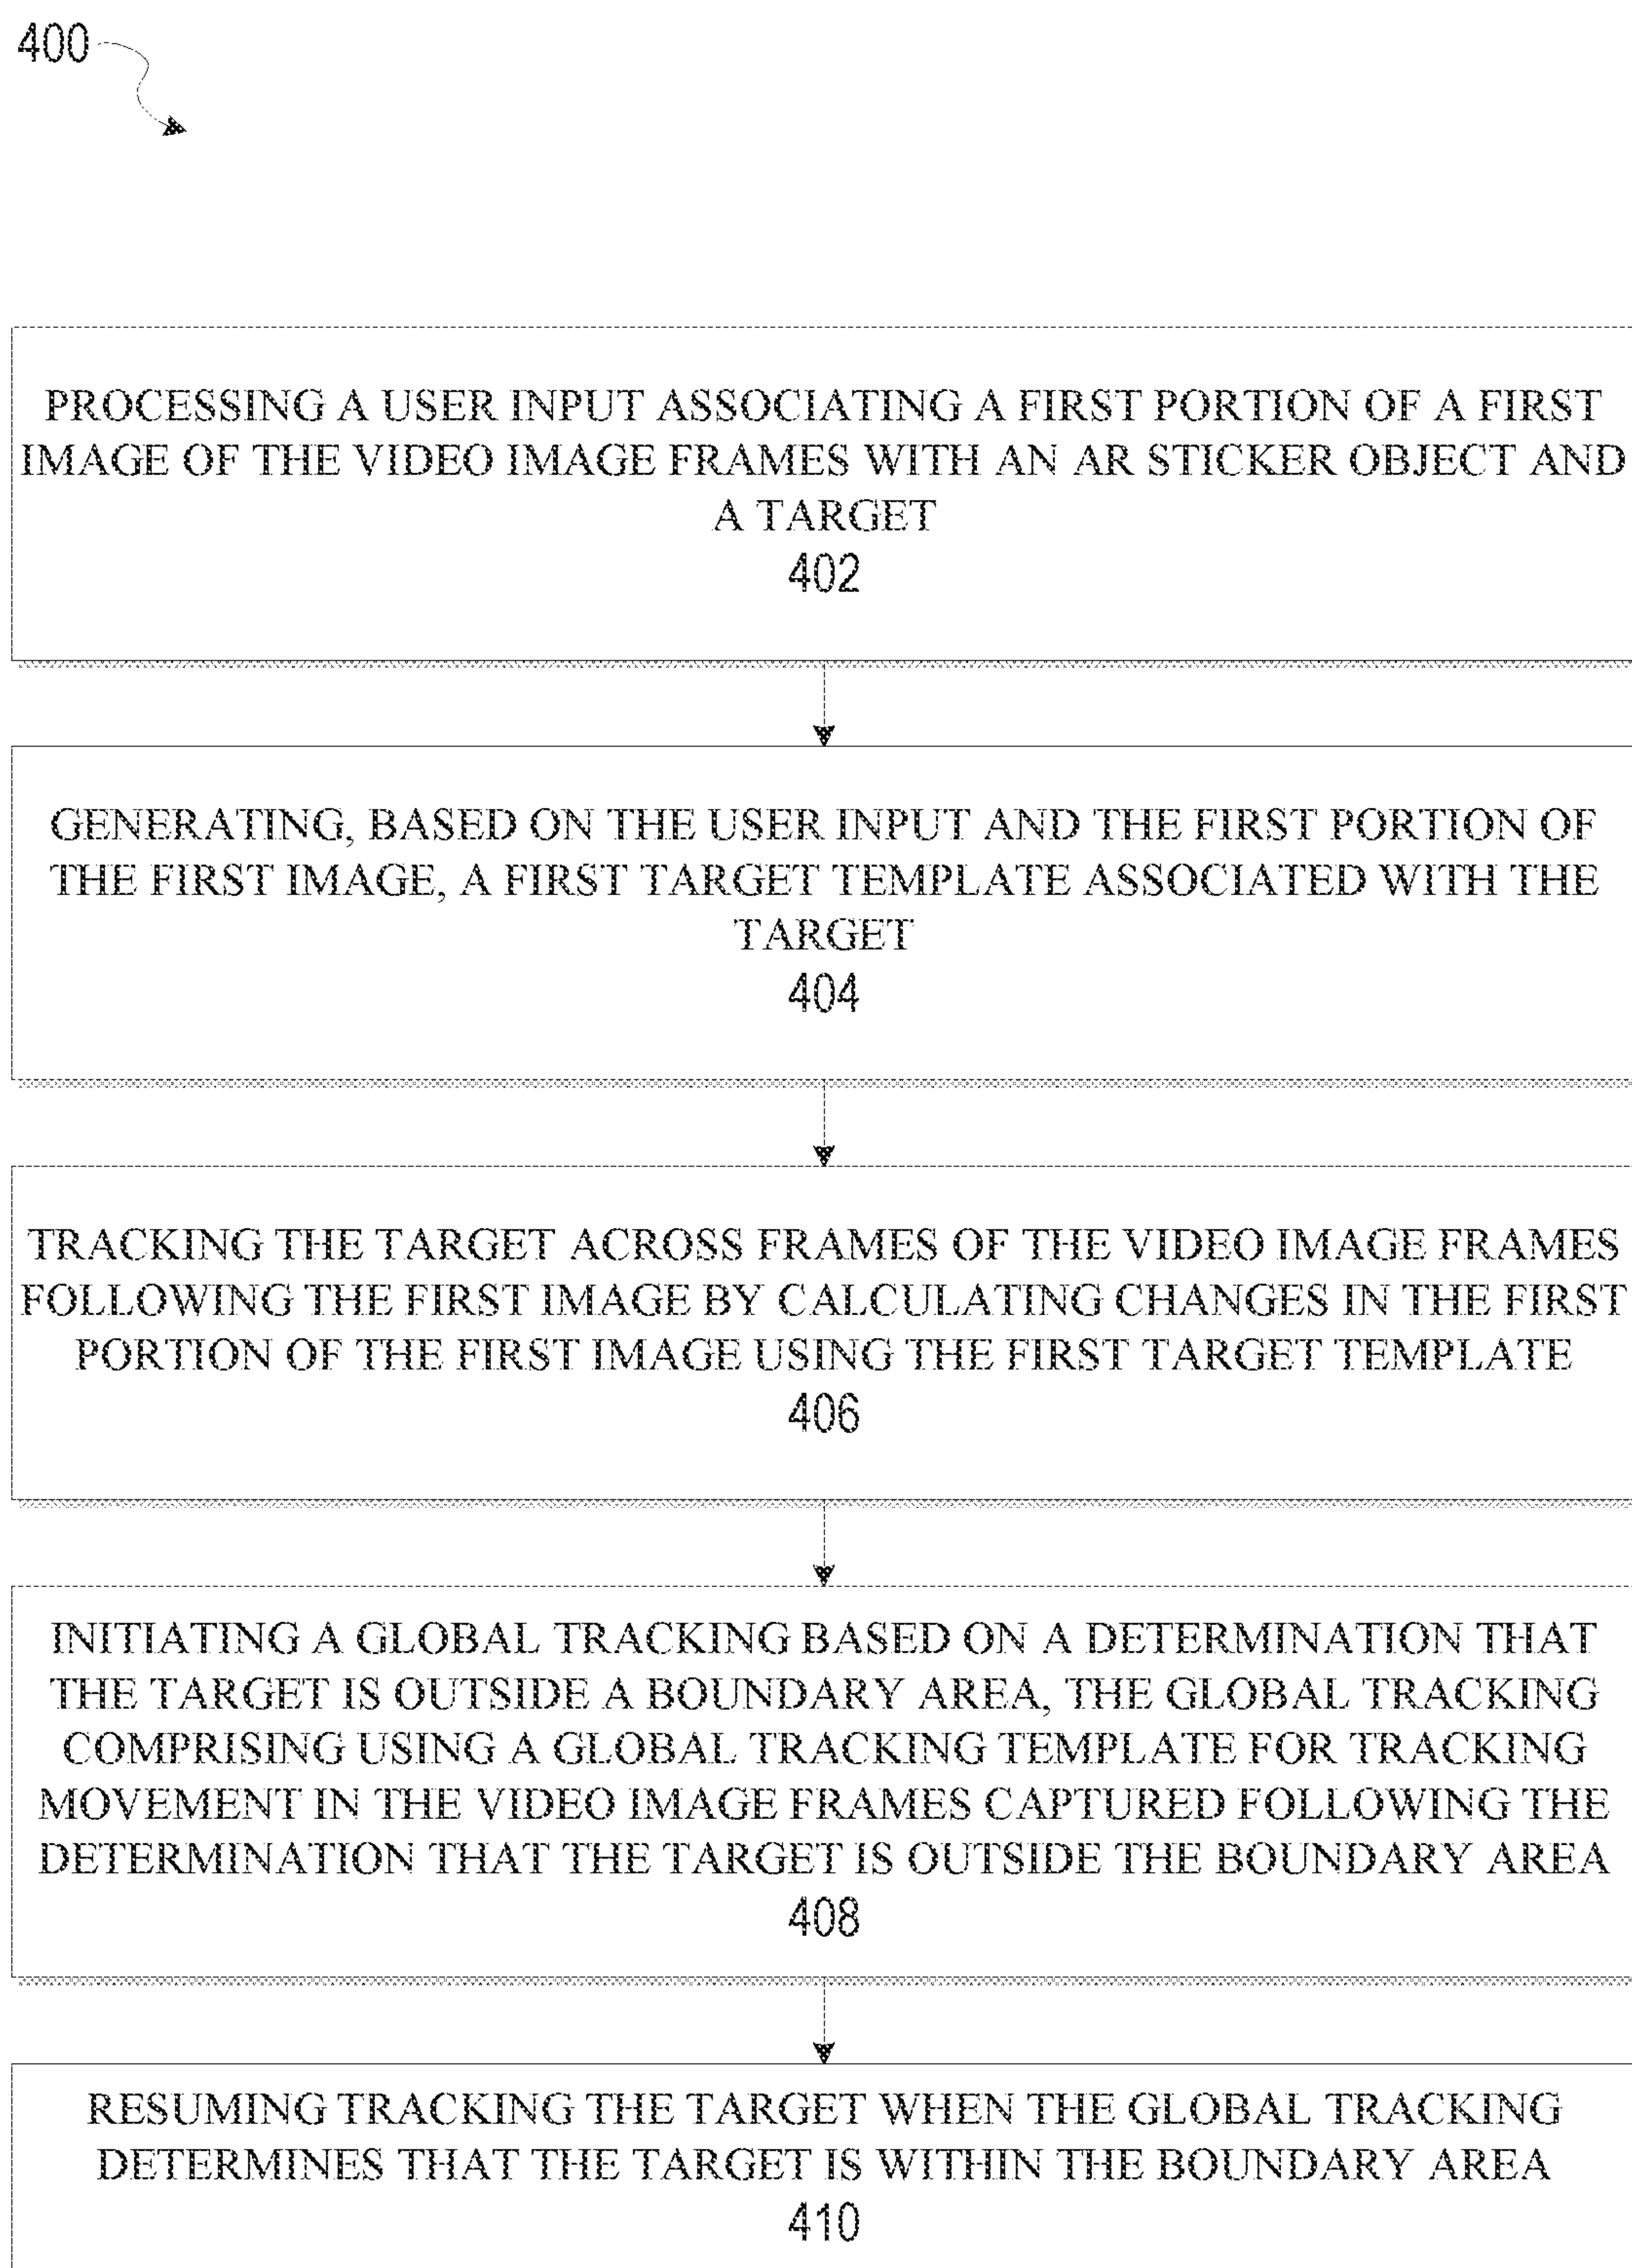 400
PROCESSING A USER INPUT ASSOCIATING A FIRST PORTION OF A FIRST
IMAGE OF THE VIDEO IMAGE FRAMES WITH AN AR STICKER OBJECT AND
A TARGET
402
GENERATING, BASED ON THE USER INPUT AND THE FIRST PORTION OF
THE FIRST IMAGE, A FIRST TARGET TEMPLATE ASSOCIATED WITH THE
TARGET
404
TRACKING THE TARGET ACROSS FRAMES OF THE VIDEO IMAGE FRAMES
FOLLOWING THE FIRST IMAGE BY CALCULATING CHANGES IN THE FIRST
PORTION OF THE FIRST IMAGE USING THE FIRST TARGET TEMPLATE
406
INITIATING A GLOBAL TRACKING BASED ON A DETERMINATION THAT
THE TARGET IS OUTSIDE A BOUNDARY AREA, THE GLOBAL TRACKING
COMPRISING USING A GLOBAL TRACKING TEMPLATE FOR TRACKING
MOVEMENT IN THE VIDEO IMAGE FRAMES CAPTURED FOLLOWING THE
DETERMINATION THAT THE TARGET IS OUTSIDE THE BOUNDARY AREA
408
RESUMING TRACKING THE TARGET WHEN THE GLOBAL TRACKING
DETERMINES THAT THE TARGET IS WITHIN THE BOUNDARY AREA
410